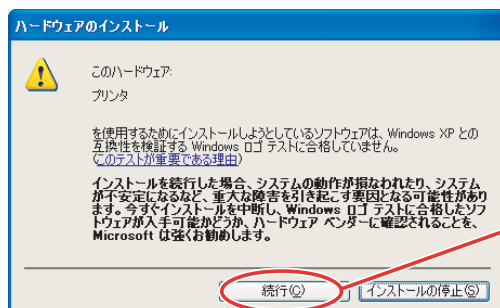 ハードウェアのインストール
このハードウェア:
プリンタ
を使用するためにインストールしようとしているソフトウェアは、Windows XP との
互換性を検証する Windows ロゴ テストに合格していません。
(このテストが重要である理由)
インストールを続行した場合、システムの動作が損なわれたり、システム
が不安定になるなど、重大な障害を引き起こす要因となる可能性があり
ます。今すぐインストールを中断し、Windows ロゴ テストに合格したソフ
トウェアが入手可能かどうか、ハードウェア ベンダーに確認されることを、
Microsoft は強くお勧めします。
続行(C) インストールの停止(S)